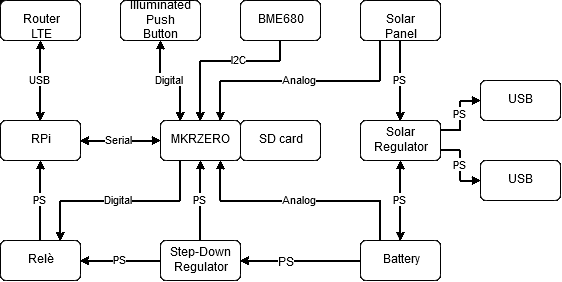 Router
LTE
Illuminated
Push
Button
BME680
Solar
Panel
I2C
USB
Digital
Analog
PS
USB
RPi
Serial
MKRZERO
SD card
Solar
Regulator
PS
PS
USB
PS
Digital
PS
Analog
PS
Relè
PS
Step-Down
Regulator
PS
Battery